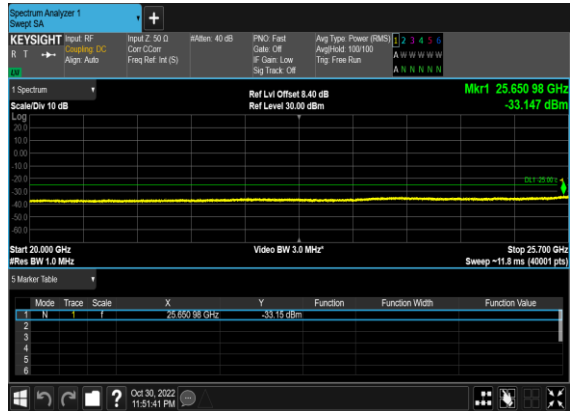 Spectrum Analyzer 1
Swept SA
KEYSIGHT Input: RF Input Z: 50 Ω #Atten: 40 dB PNO: Fast Avg Type: Power (RMS) 1 2 3 4 5 6
R T Coupling: DC Corr CCorr Gate: Off Avg|Hold: 100/100 A W W W W W
Align: Auto Freq Ref: Int (S) IF Gain: Low Trig: Free Run
Sig Track: Off A N N N N N
1 Spectrum Ref Lvl Offset 8.40 dB Mkr1 25.650 98 GHz
Scale/Div 10 dB Ref Level 30.00 dBm -33.147 dBm
Log
20.0
10.0
0.00
-10.0
-20.0
DL1 -25.00
-30.0
-40.0
-50.0
-60.0
Start 20.000 GHz Video BW 3.0 MHz* Stop 25.700 GHz
#Res BW 1.0 MHz Sweep ~11.8 ms (40001 pts)
5 Marker Table
Mode Trace Scale X Y Function Function Width Function Value
1 N 1 f 25.650 98 GHz -33.15 dBm
2
3
4
5
6
? Oct 30, 2022
11:51:41 PM